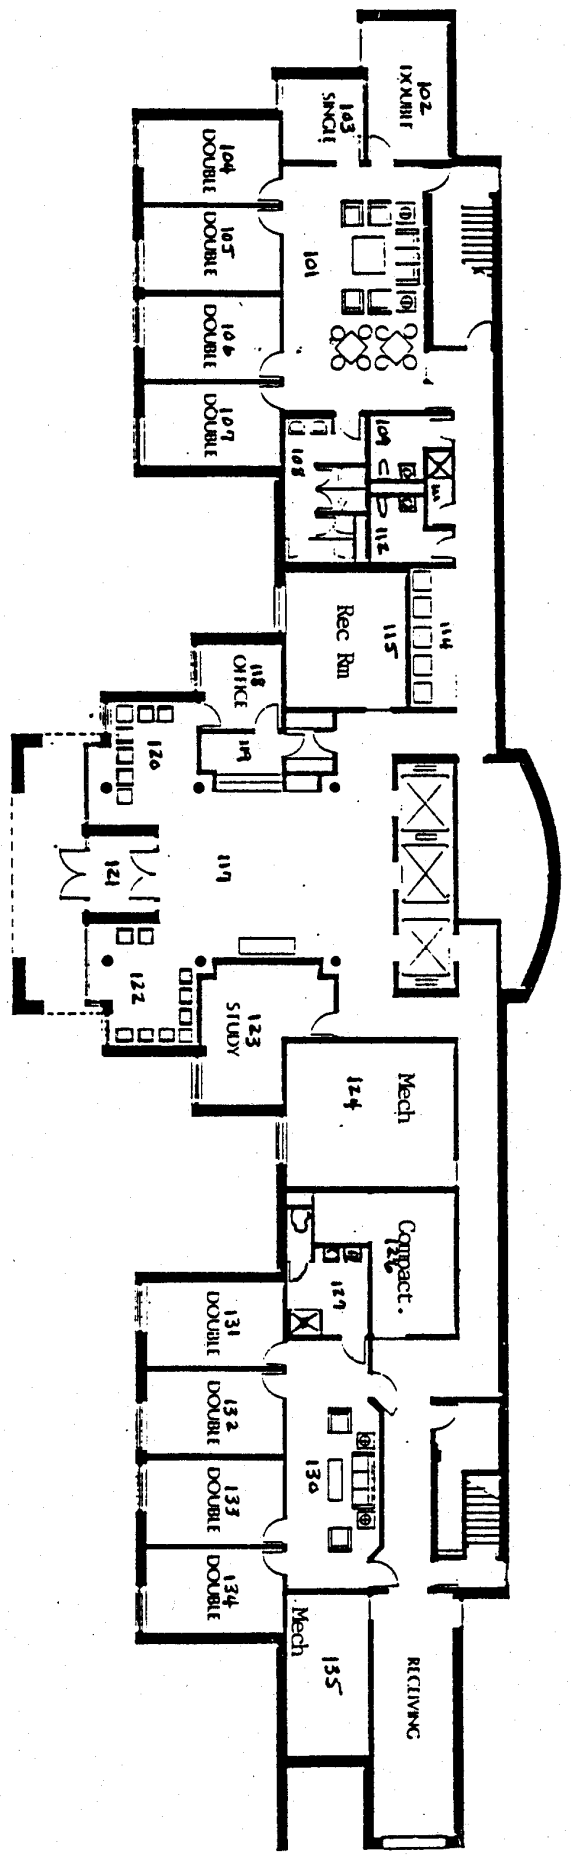 102
DOUBLE
103
SINGLE
104
DOUBLE
105
DOUBLE
106
DOUBLE
107
DOUBLE
101
108
109
111
112
114
115
Rec Rm
118
OFFICE
119
120
121
117
122
123
STUDY
Mech
124
Compact.
126
127
131
DOUBLE
132
DOUBLE
133
DOUBLE
134
DOUBLE
130
135
Mech
RECEIVING